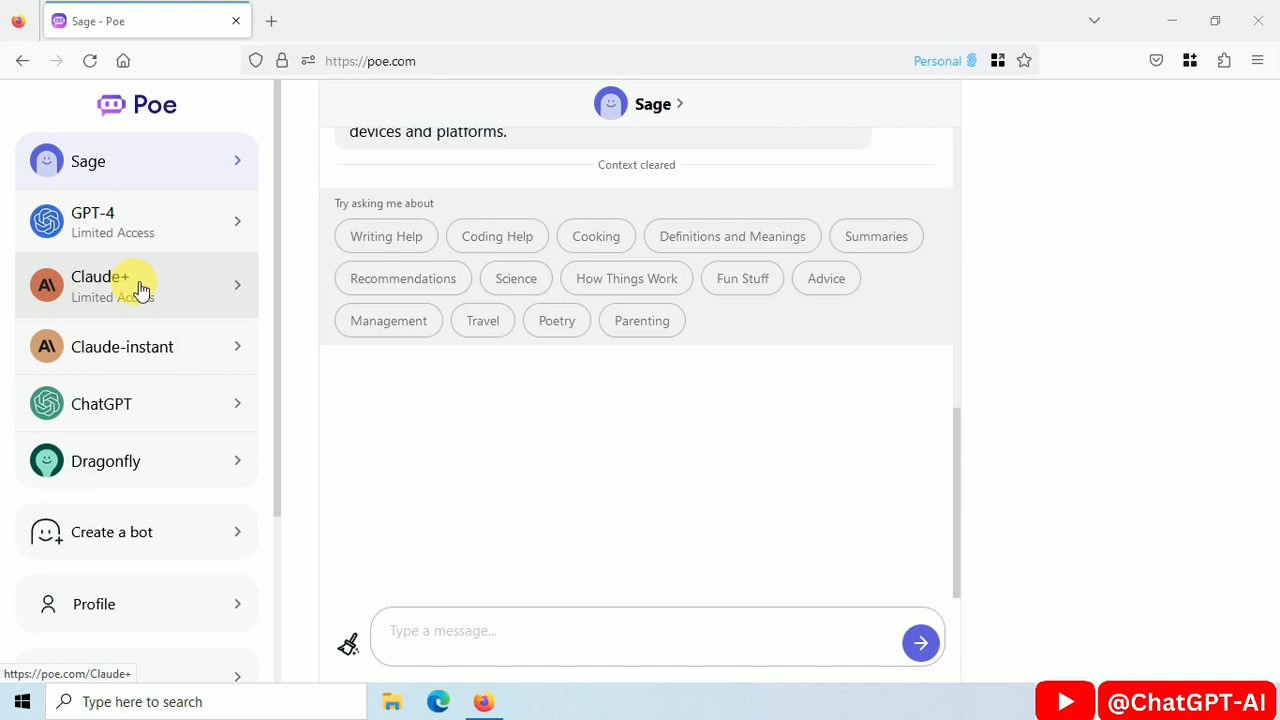 Sage - Poe
https://poe.com
Personal
Poe
Sage
GPT-4
Limited Access
Claude+
Limited Access
Claude-instant
ChatGPT
Dragonfly
Create a bot
Profile
https://poe.com/Claude+
Sage
devices and platforms.
Context cleared
Try asking me about
Writing Help Coding Help Cooking Definitions and Meanings Summaries
Recommendations Science How Things Work Fun Stuff Advice
Management Travel Poetry Parenting
Type a message...
Type here to search
@ChatGPT-AI